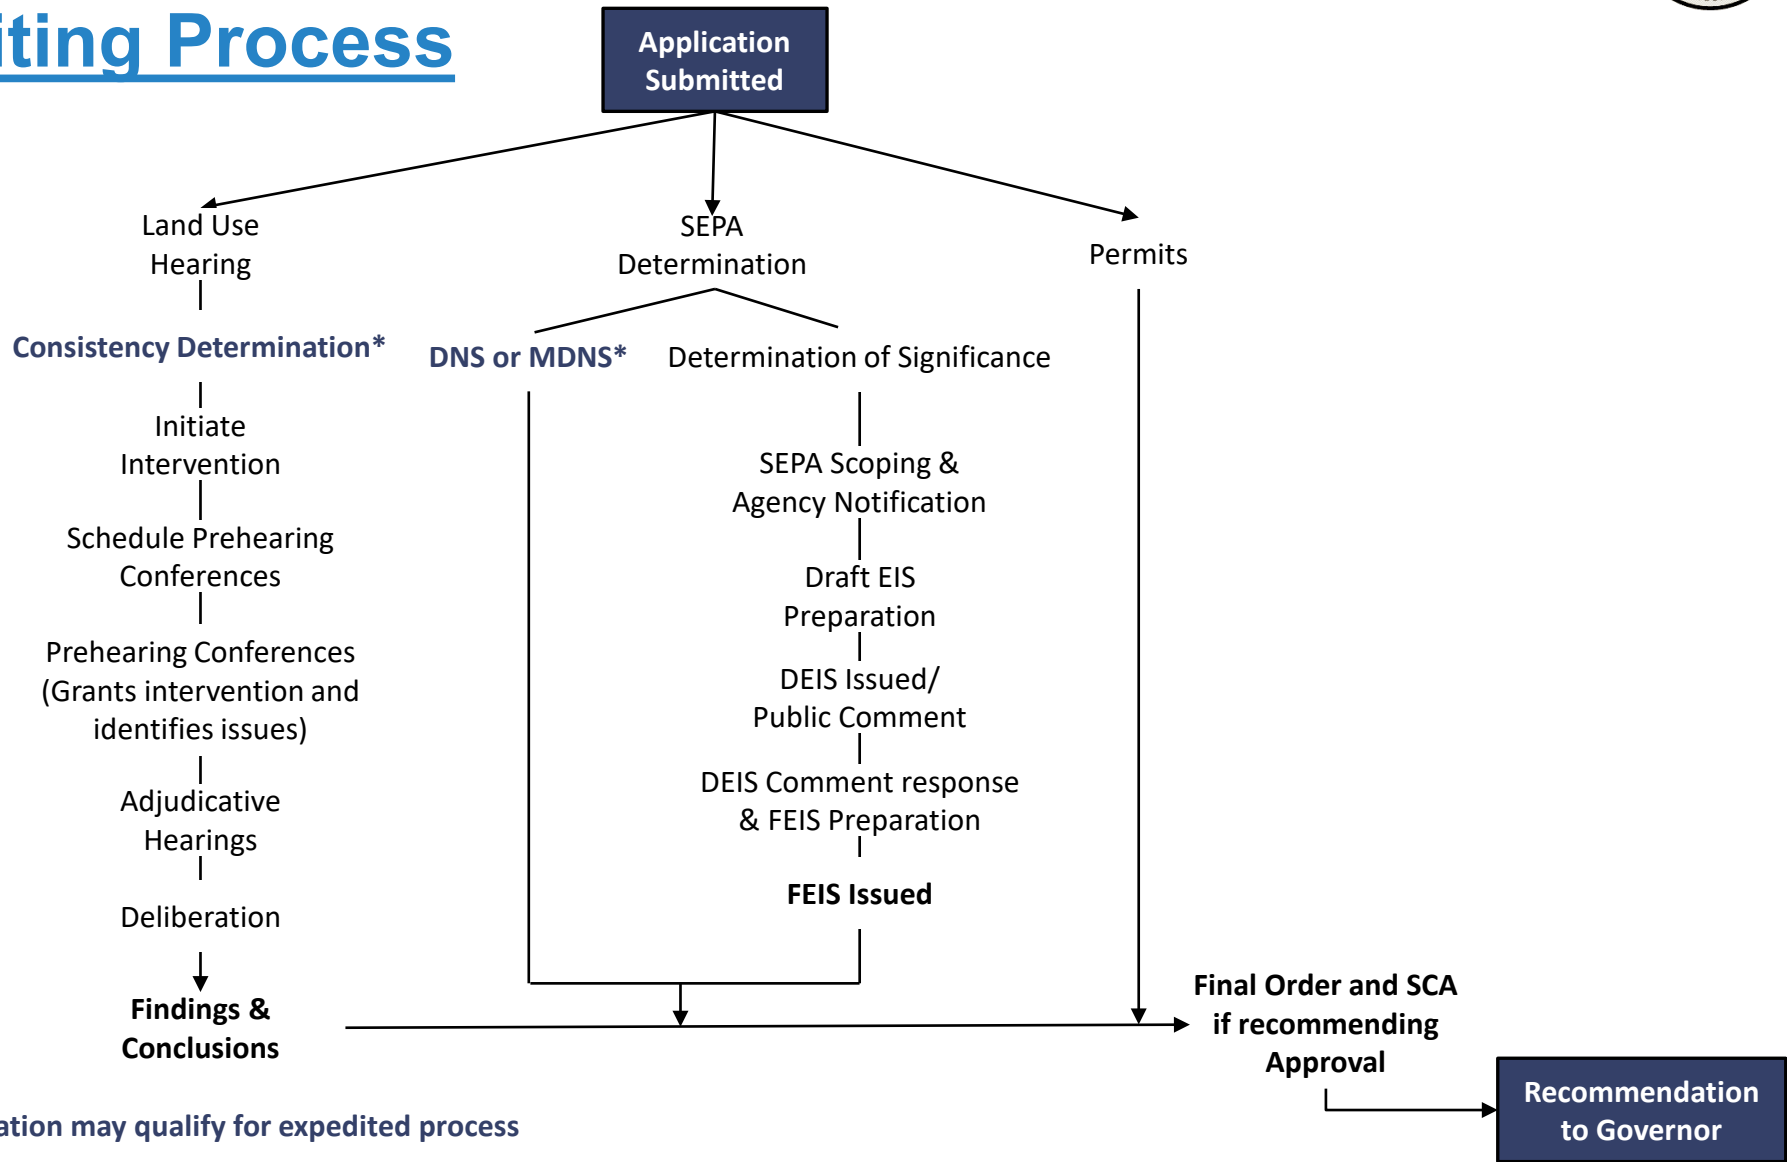 iting Process
Application
Submitted
Land Use
Hearing
SEPA
Determination
Permits
Consistency Determination*
DNS or MDNS*
Determination of Significance
Initiate
Intervention
SEPA Scoping &
Agency Notification
Schedule Prehearing
Conferences
Draft EIS
Preparation
Prehearing Conferences
(Grants intervention and
identifies issues)
DEIS Issued/
Public Comment
DEIS Comment response
& FEIS Preparation
Adjudicative
Hearings
FEIS Issued
Deliberation
Findings &
Conclusions
Final Order and SCA
if recommending
Approval
Recommendation
to Governor
ation may qualify for expedited process